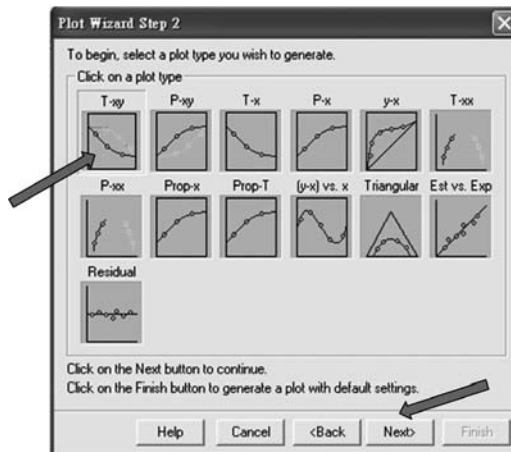 Plot Wizard Step 2
To begin, select a plot type you wish to generate.
Click on a plot type
T-xy P-xy T-x P-x y-x T-xx
P-xx Prop-x Prop-T (y-x) vs. x Triangular Est vs. Exp
Residual
Click on the Next button to continue.
Click on the Finish button to generate a plot with default settings.
Help Cancel <Back Next> Finish